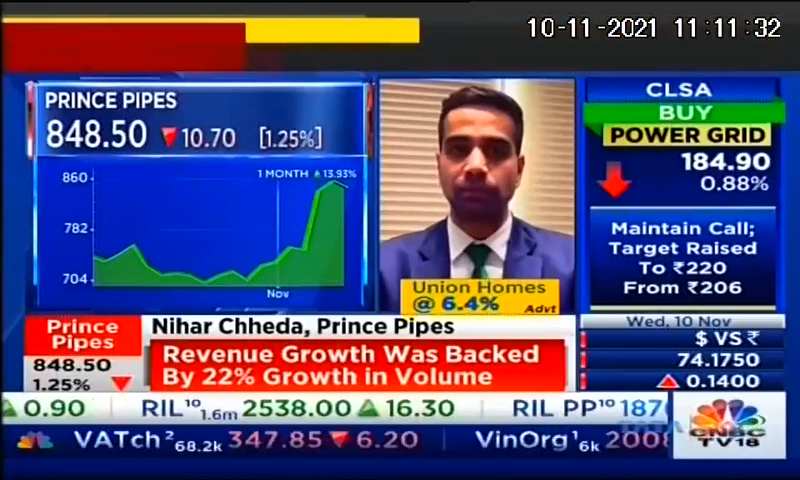 10-11-2021 11:11:32
PRINCE PIPES
848.50 ▼10.70 [1.25%]
1 MONTH ▲13.93%
860
782
704
Nov
CLSA
BUY
POWER GRID
184.90
0.88%
Maintain Call;
Target Raised
To ₹220
From ₹206
Union Homes
@ 6.4% Advt
Prince
Pipes
848.50
1.25% ▼
Nihar Chheda, Prince Pipes
Revenue Growth Was Backed
By 22% Growth in Volume
Wed, 10 Nov
$ VS ₹
74.1750
▲ 0.1400
▲ 0.90 RIL 10 1.6m 2538.00 ▲ 16.30 RIL PP 10 187
VATch 2 68.2k 347.85 ▼ 6.20 VinOrg 1 6k 2008
CNBC
TV18